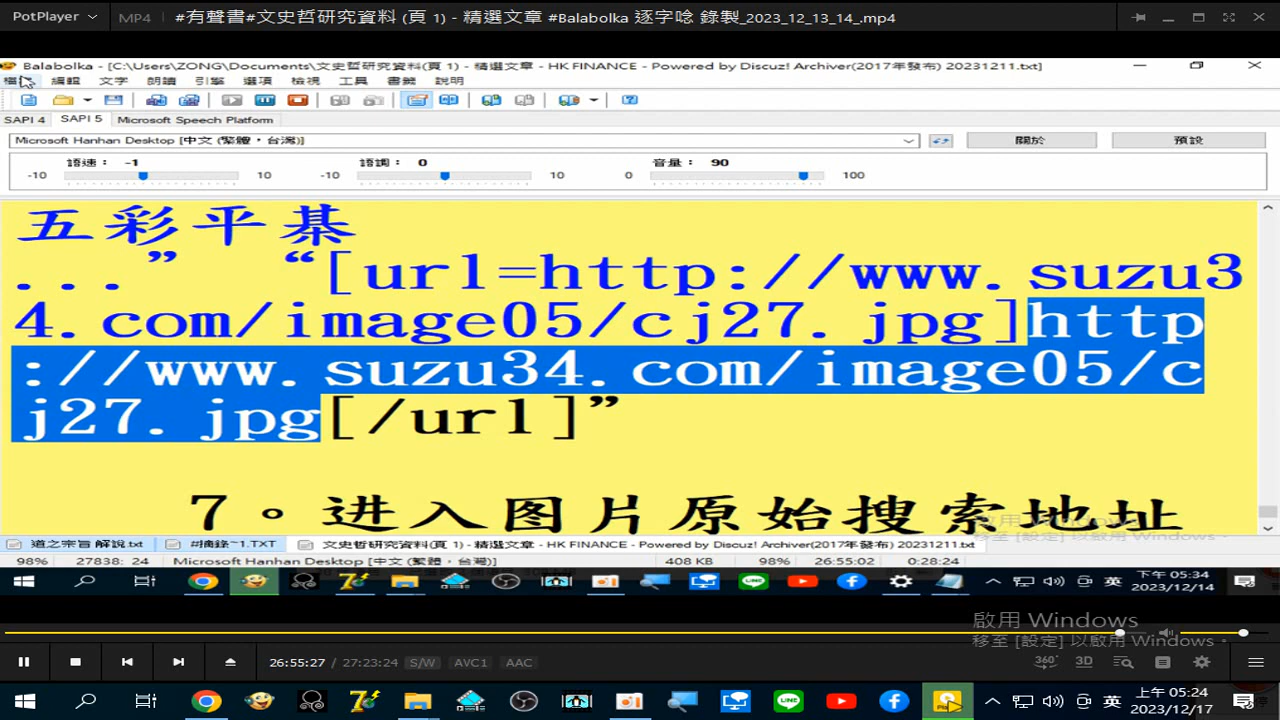 PotPlayer MP4 #有聲書#文史哲研究資料 (頁 1) - 精選文章 #Balabolka 逐字唸 錄製_2023_12_13_14_.mp4
Balabolka - [C:\Users\ZONG\Documents\文史哲研究資料(頁 1) - 精選文章 - HK FINANCE - Powered by Discuz! Archiver(2017年發布) 20231211.txt]
編輯 文字 朗讀 引擎 選項 檢視 工具 書籤 說明
SAPI 4 SAPI 5 Microsoft Speech Platform
Microsoft Hanhan Desktop [中文 (繁體，台灣)] 關於 預設
語速： -1 語調： 0 音量： 90
-10 10 -10 10 0 100
五彩平綦
..." "[url=http://www.suzu3
4.com/image05/cj27.jpg]http
://www.suzu34.com/image05/c
j27.jpg[/url]"
7。进入图片原始搜索地址
啟用 Windows
移至 [設定] 以啟用 Windows。
道之宗旨 解說.txt #摘錄~1.TXT 文史哲研究資料(頁 1) - 精選文章 - HK FINANCE - Powered by Discuz! Archiver(2017年發布) 20231211.txt
98% 27838: 24 Microsoft Hanhan Desktop [中文 (繁體，台灣)] 408 KB 98% 26:55:02 0:28:24
英 下午 05:34
2023/12/14
啟用 Windows
移至 [設定] 以啟用 Windows。
26:55:27 / 27:23:24 S/W AVC1 AAC 360° 3D
英 上午 05:24
2023/12/17